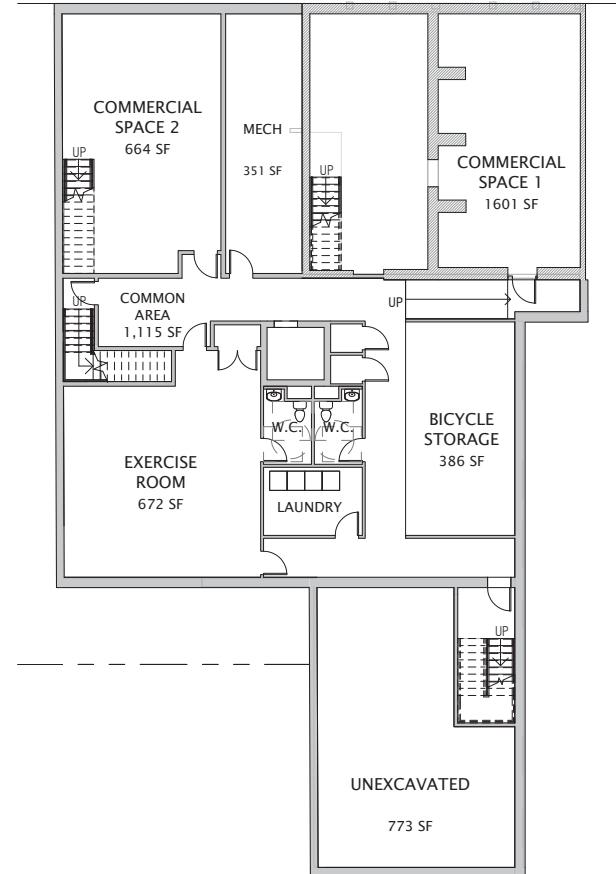 COMMERCIAL
SPACE 2
664 SF
UP
MECH
351 SF
UP
COMMERCIAL
SPACE 1
1601 SF
UP
COMMON
AREA
1,115 SF
UP
BICYCLE
STORAGE
386 SF
W.C.
W.C.
EXERCISE
ROOM
672 SF
LAUNDRY
UP
UNEXCAVATED
773 SF